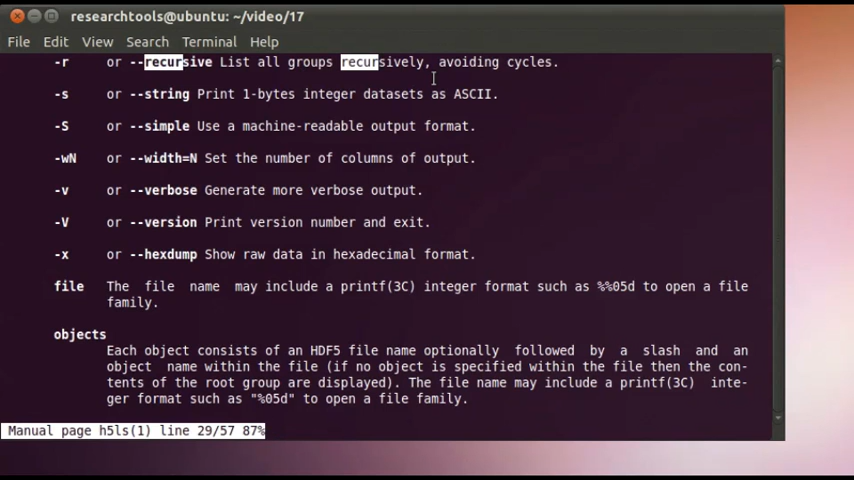 researchtools@ubuntu: ~/video/17
File Edit View Search Terminal Help
-r or --recursive List all groups recursively, avoiding cycles.
-s or --string Print 1-bytes integer datasets as ASCII.
-S or --simple Use a machine-readable output format.
-wN or --width=N Set the number of columns of output.
-v or --verbose Generate more verbose output.
-V or --version Print version number and exit.
-x or --hexdump Show raw data in hexadecimal format.
file The file name may include a printf(3C) integer format such as %%05d to open a file
family.
objects
Each object consists of an HDF5 file name optionally followed by a slash and an
object name within the file (if no object is specified within the file then the con-
tents of the root group are displayed). The file name may include a printf(3C) inte-
ger format such as "%05d" to open a file family.
Manual page h5ls(1) line 29/57 87%